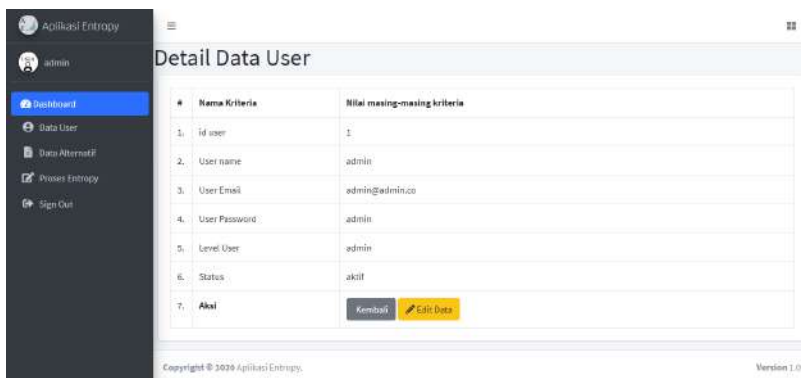 Aplikasi Entropy
admin
Detail Data User
Dashboard
Data User
Data Alternatif
Proses Entropy
Sign Out
# Nama Kriteria Nilai masing-masing kriteria
1. id user 1
2. User name admin
3. User Email admin@admin.co
4. User Password admin
5. Level User admin
6. Status aktif
7. Aksi Kembali Edit Data
Copyright © 2020 Aplikasi Entropy. Version 1.0